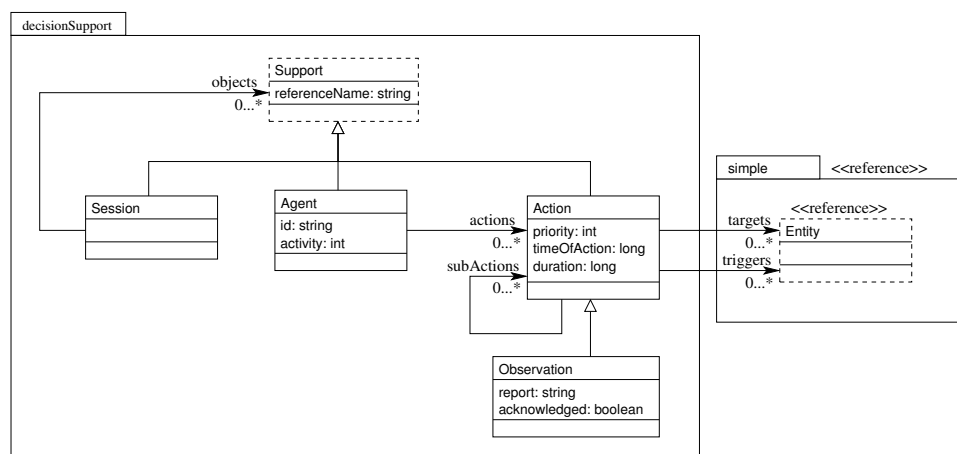 decisionSupport
objects
0...*
Support
referenceName: string
simple
<<reference>>
Session
Agent
id: string
activity: int
actions
0...*
subActions
0...*
Action
priority: int
timeOfAction: long
duration: long
targets
0...*
triggers
0...*
<<reference>>
Entity
Observation
report: string
acknowledged: boolean